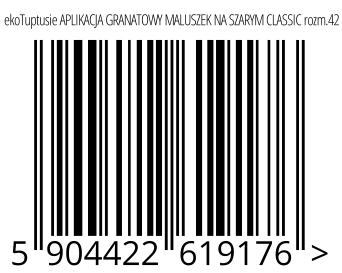 ekoTuptusie APLIKACJA GRANATOWY MALUSZEK NA SZARYM CLASSIC rozm.42
5 904422 619176 >